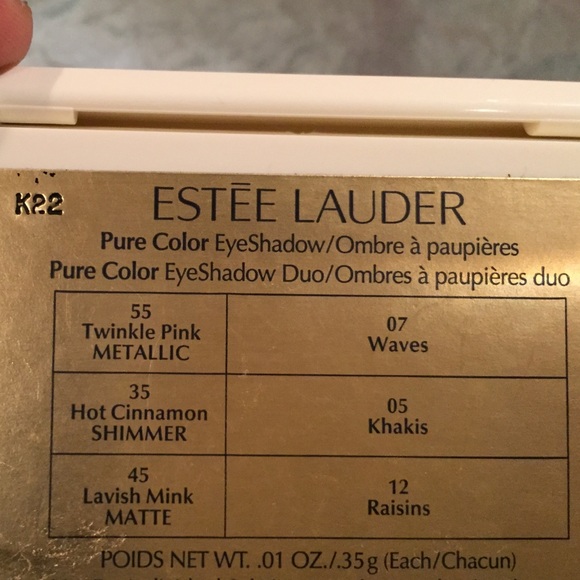 K22
ESTĒE LAUDER
Pure Color EyeShadow/Ombre à paupières
Pure Color EyeShadow Duo/Ombres à paupières duo
55
Twinkle Pink
METALLIC
07
Waves
35
Hot Cinnamon
SHIMMER
05
Khakis
45
Lavish Mink
MATTE
12
Raisins
POIDS NET WT. .01 OZ./.35g (Each/Chacun)